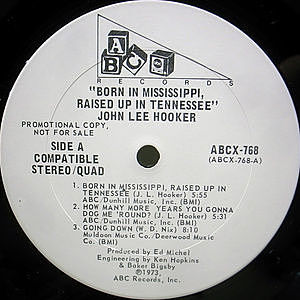 ABC
RECORDS
"BORN IN MISSISSIPPI,
RAISED UP IN TENNESSEE"
JOHN LEE HOOKER
PROMOTIONAL COPY,
NOT FOR SALE
SIDE A
COMPATIBLE
STEREO/QUAD
ABCX-768
(ABCX-768-A)
1. BORN IN MISSISSIPPI, RAISED UP IN
TENNESSEE (J. L. Hooker) 5:55
ABC/Dunhill Music, Inc. (BMI)
2. HOW MANY MORE YEARS YOU GONNA
DOG ME 'ROUND? (J. L. Hooker) 5:31
ABC/Dunhill Music, Inc. (BMI)
3. GOING DOWN (W. D. Nix) 8:10
Muldoon Music Co./Deerwood Music
Co. (BMI)
Produced by Ed Michel
Engineering by Ken Hopkins
& Baker Bigsby
©1973,
ABC Records, Inc.